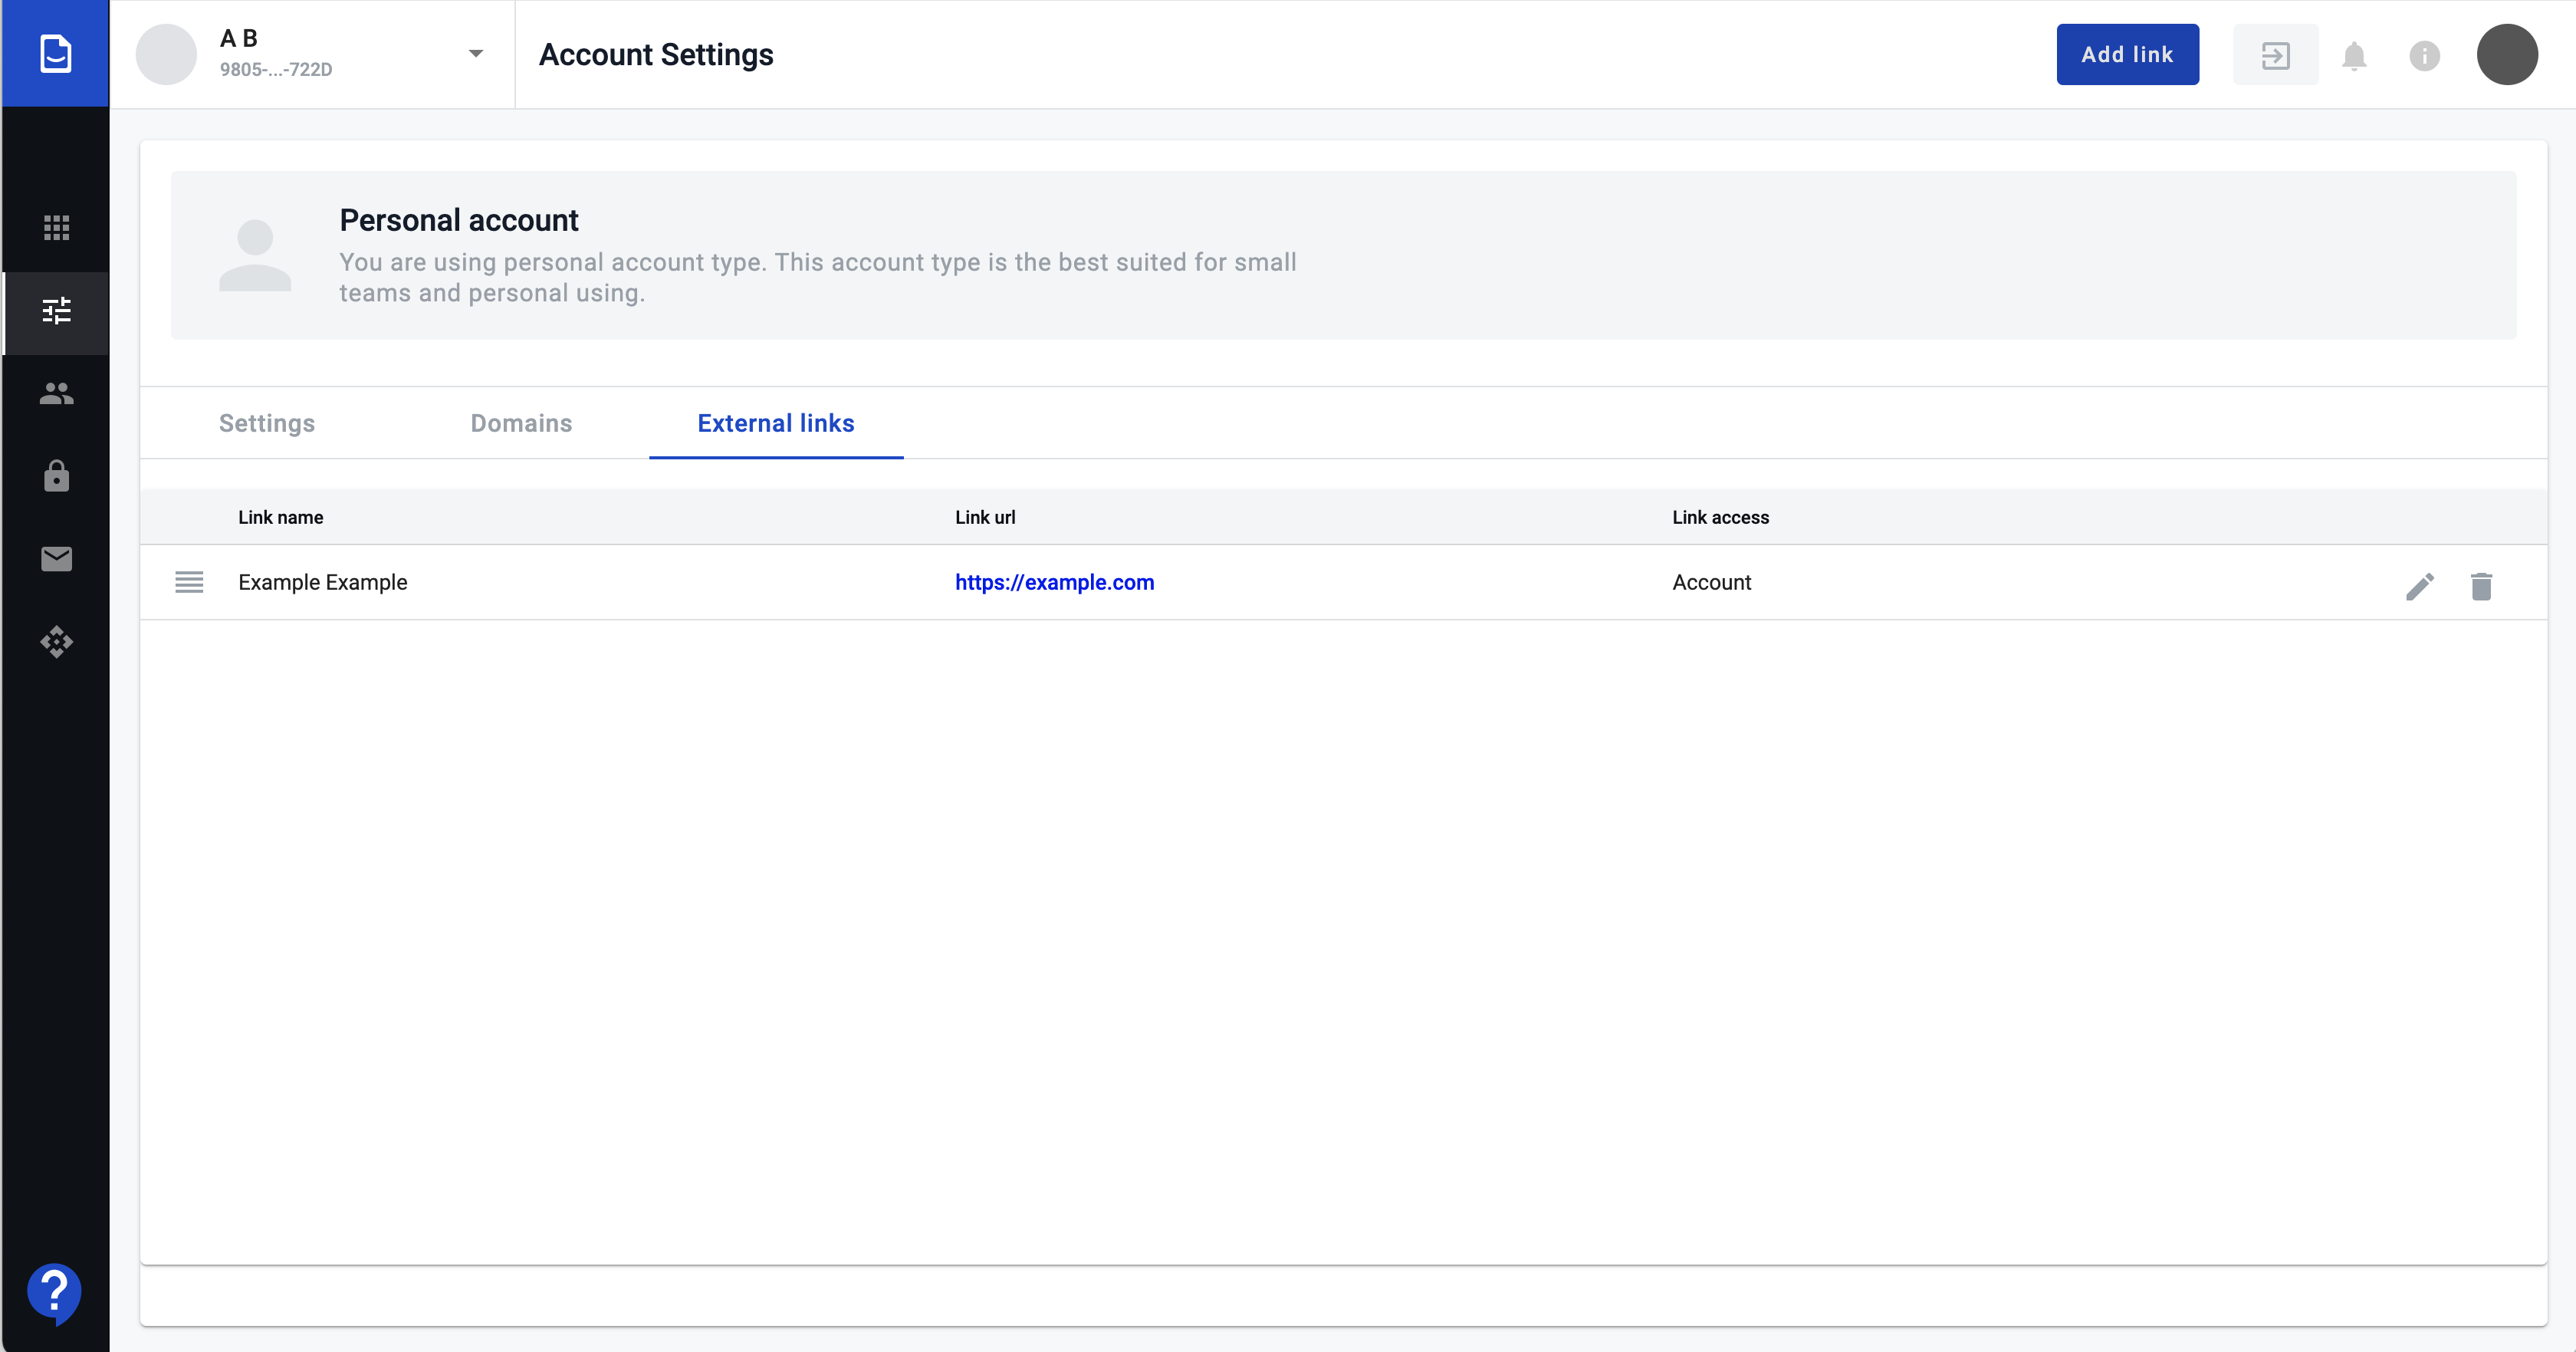 A B
9805-...-722D
Account Settings
Add link
Personal account
You are using personal account type. This account type is the best suited for small
teams and personal using.
Settings
Domains
External links
Link name
Link url
Link access
Example Example
https://example.com
Account
?